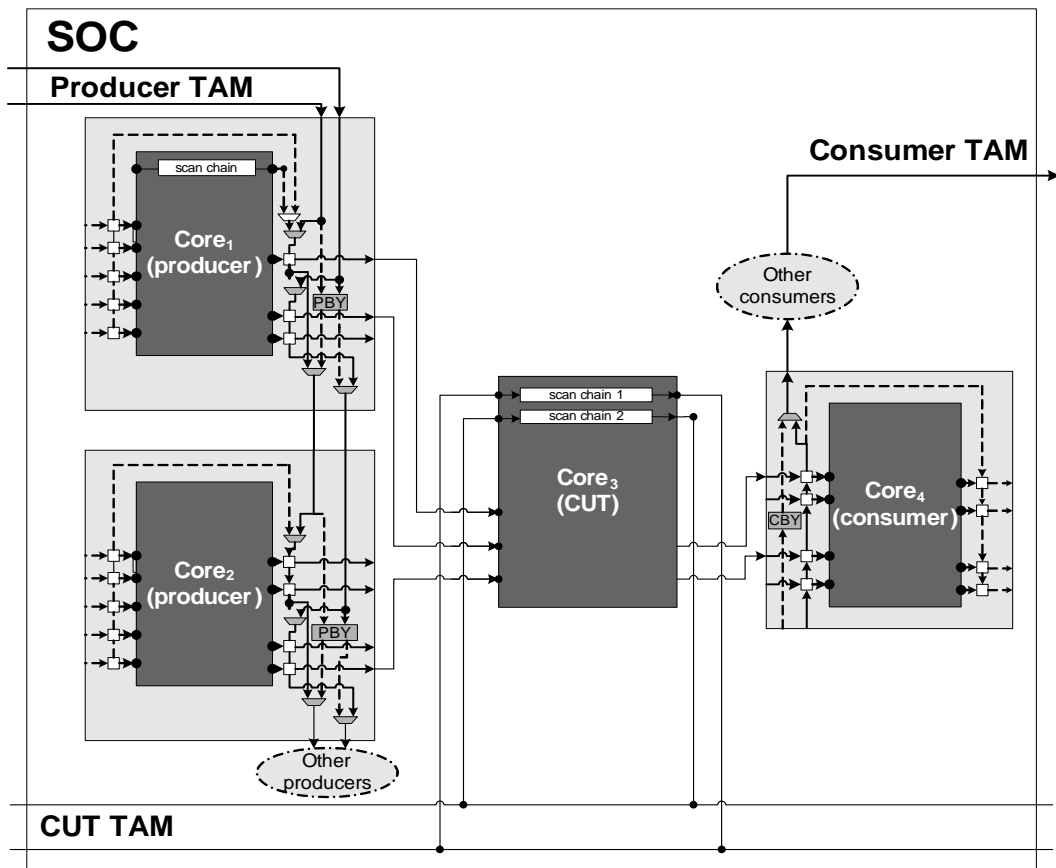 SOC
Producer TAM
scan chain
Core1
(producer)
PBY
Consumer TAM
Other
consumers
scan chain 1
scan chain 2
Core3
(CUT)
CBY
Core4
(consumer)
Core2
(producer)
PBY
Other
producers
CUT TAM